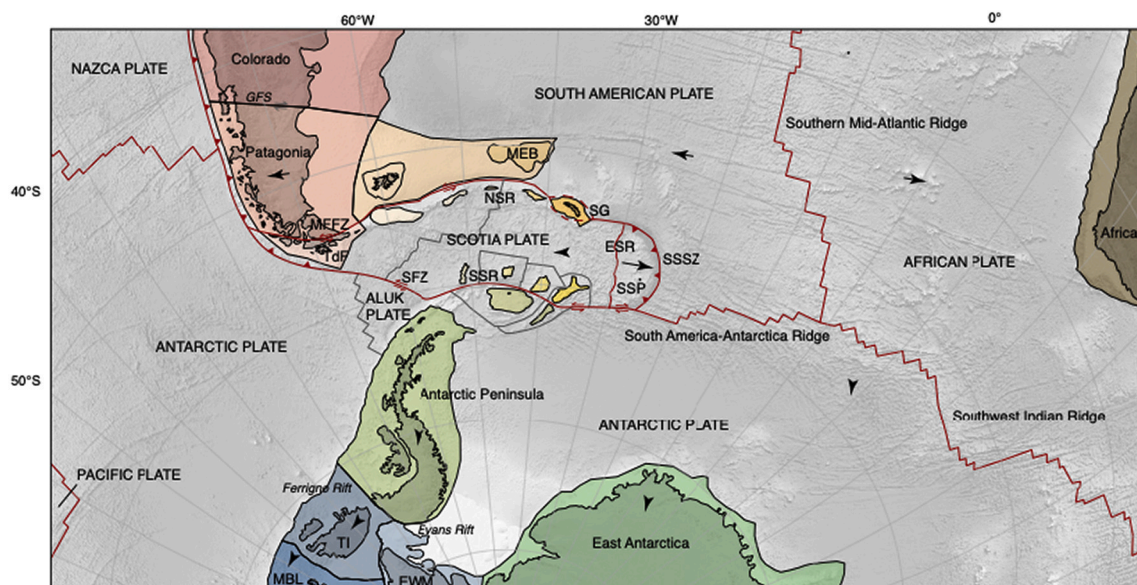 60°W
30°W
0°
Colorado
NAZCA PLATE
GFS
SOUTH AMERICAN PLATE
Southern Mid-Atlantic Ridge
Patagonia
MEB
40°S
NSR
SG
MFFZ
Africa
SCOTIA PLATE
ESR
TdF
SSSZ
AFRICAN PLATE
SFZ
SSR
SSP
ALUK
PLATE
South America-Antarctica Ridge
ANTARCTIC PLATE
50°S
Antarctic Peninsula
Southwest Indian Ridge
ANTARCTIC PLATE
PACIFIC PLATE
Ferrigno Rift
Evans Rift
TI
East Antarctica
MBL
EWM